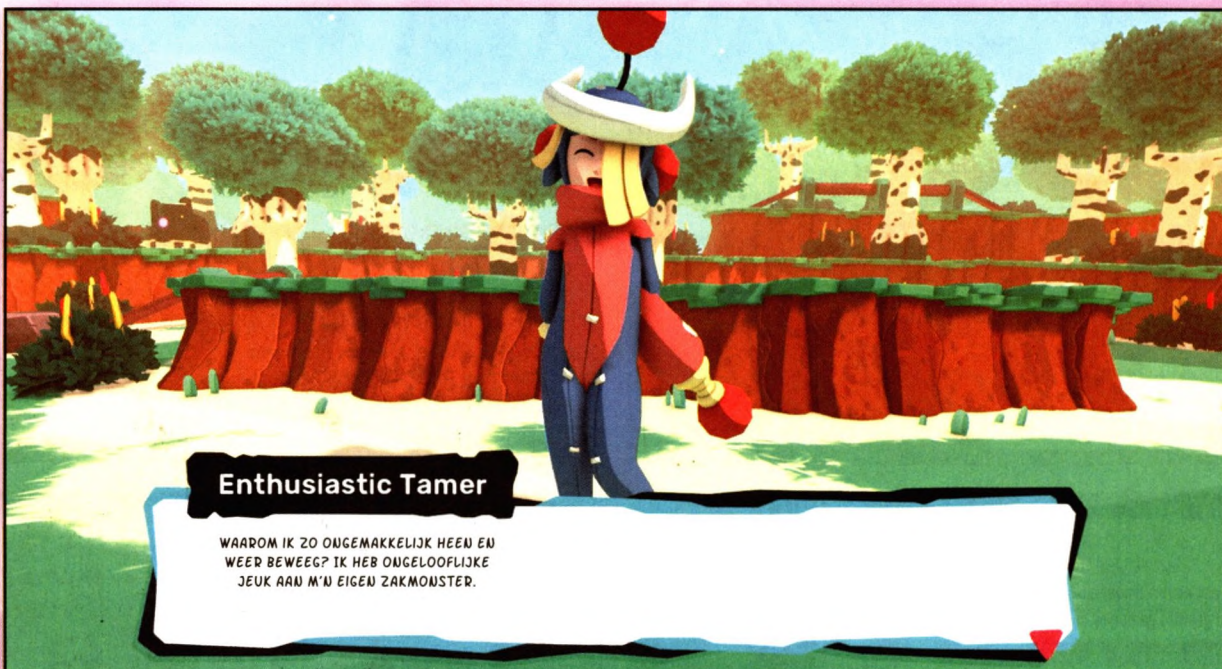 Enthusiastic Tamer
WAAROM IK ZO ONGEMAKKELIJK HEEN EN
WEER BEWEEG? IK HEB ONGELOOFLIJKE
JEUK AAN M'N EIGEN ZAKMONSTER.